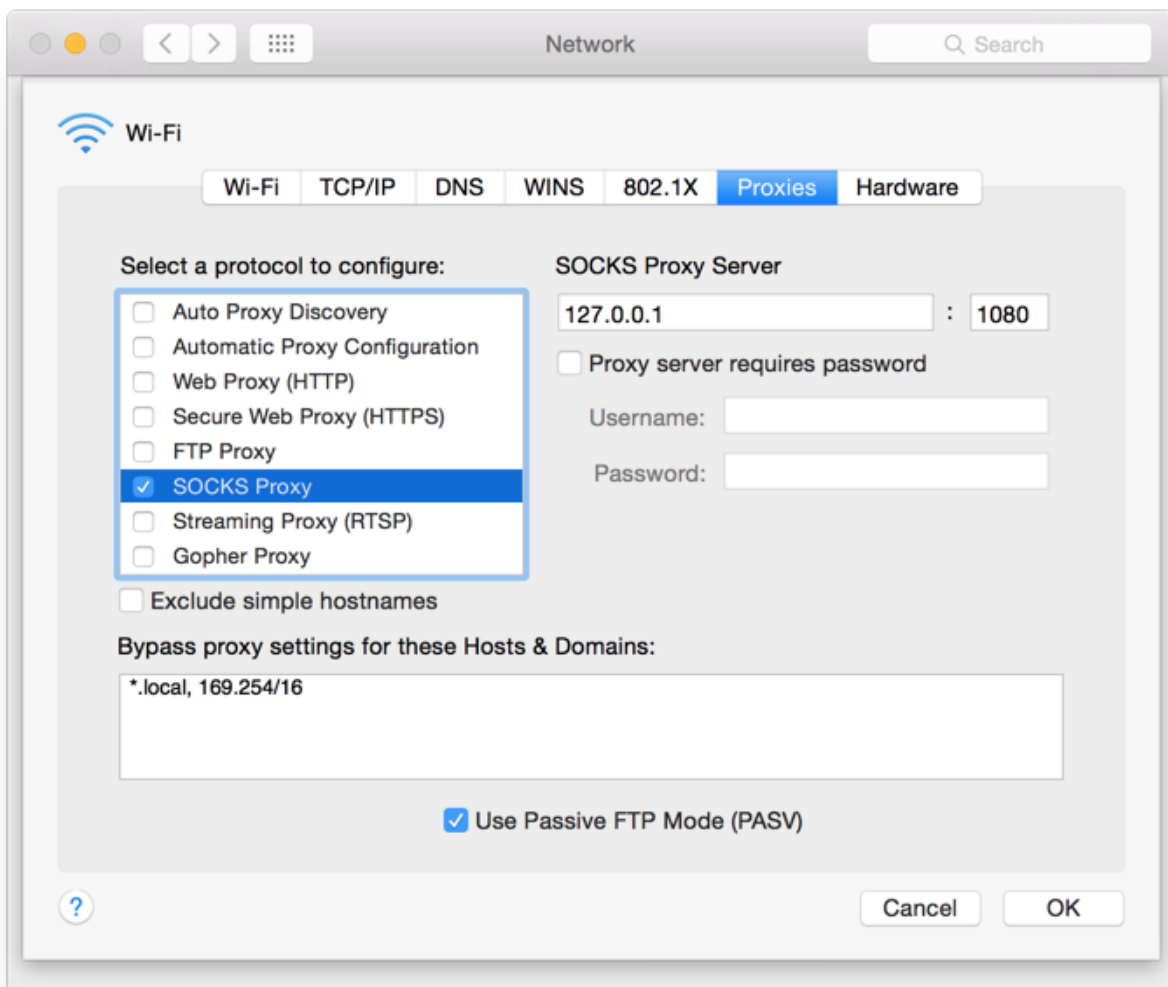 Network
Search
Wi-Fi
Wi-Fi TCP/IP DNS WINS 802.1X Proxies Hardware
Select a protocol to configure:
Auto Proxy Discovery
Automatic Proxy Configuration
Web Proxy (HTTP)
Secure Web Proxy (HTTPS)
FTP Proxy
SOCKS Proxy
Streaming Proxy (RTSP)
Gopher Proxy
SOCKS Proxy Server
127.0.0.1 : 1080
Proxy server requires password
Username:
Password:
Exclude simple hostnames
Bypass proxy settings for these Hosts & Domains:
*.local, 169.254/16
Use Passive FTP Mode (PASV)
?
Cancel OK